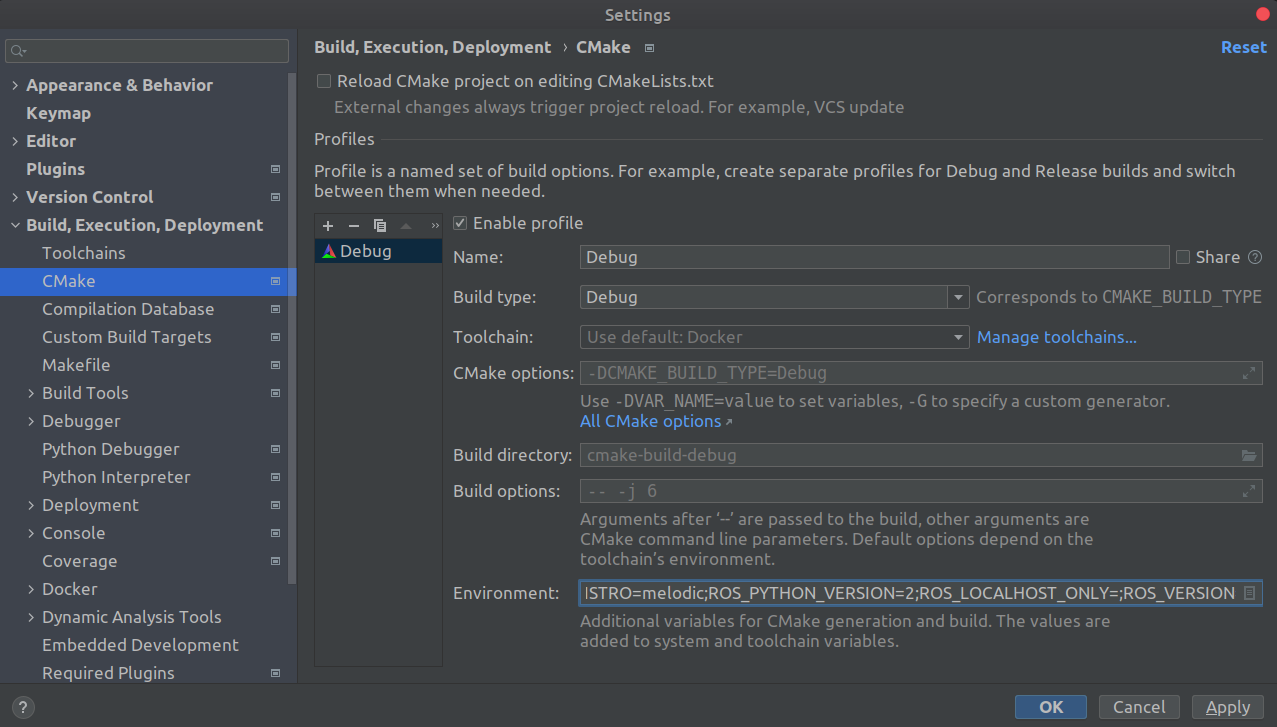 Settings
Appearance & Behavior
Keymap
Editor
Plugins
Version Control
Build, Execution, Deployment
Toolchains
CMake
Compilation Database
Custom Build Targets
Makefile
Build Tools
Debugger
Python Debugger
Python Interpreter
Deployment
Console
Coverage
Docker
Dynamic Analysis Tools
Embedded Development
Required Plugins
Build, Execution, Deployment › CMake
Reset
Reload CMake project on editing CMakeLists.txt
External changes always trigger project reload. For example, VCS update
Profiles
Profile is a named set of build options. For example, create separate profiles for Debug and Release builds and switch
between them when needed.
Debug
Enable profile
Name: Debug Share
Build type: Debug Corresponds to CMAKE_BUILD_TYPE
Toolchain: Use default: Docker Manage toolchains...
CMake options: -DCMAKE_BUILD_TYPE=Debug
Use -DVAR_NAME=value to set variables, -G to specify a custom generator.
All CMake options ↗
Build directory: cmake-build-debug
Build options: -- -j 6
Arguments after ‘--’ are passed to the build, other arguments are
CMake command line parameters. Default options depend on the
toolchain’s environment.
Environment: ISTRO=melodic;ROS_PYTHON_VERSION=2;ROS_LOCALHOST_ONLY=;ROS_VERSION
Additional variables for CMake generation and build. The values are
added to system and toolchain variables.
?
OK
Cancel
Apply